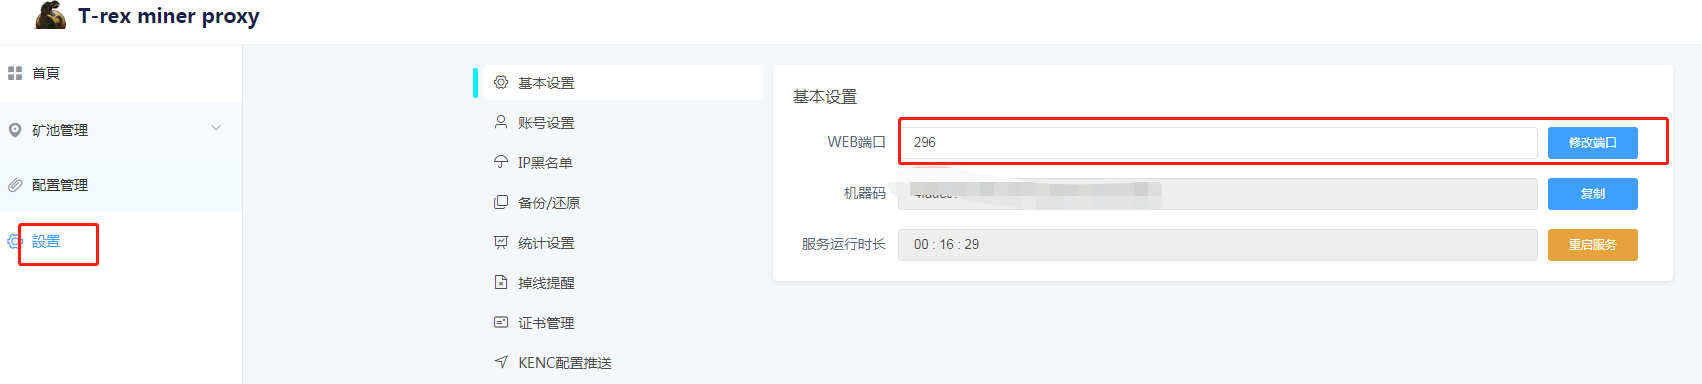 T-rex miner proxy
首頁
矿池管理
配置管理
設置
基本设置
账号设置
IP黑名单
备份/还原
统计设置
掉线提醒
证书管理
KENC配置推送
基本设置
WEB端口
296
修改端口
机器码
复制
服务运行时长
00 : 16 : 29
重启服务